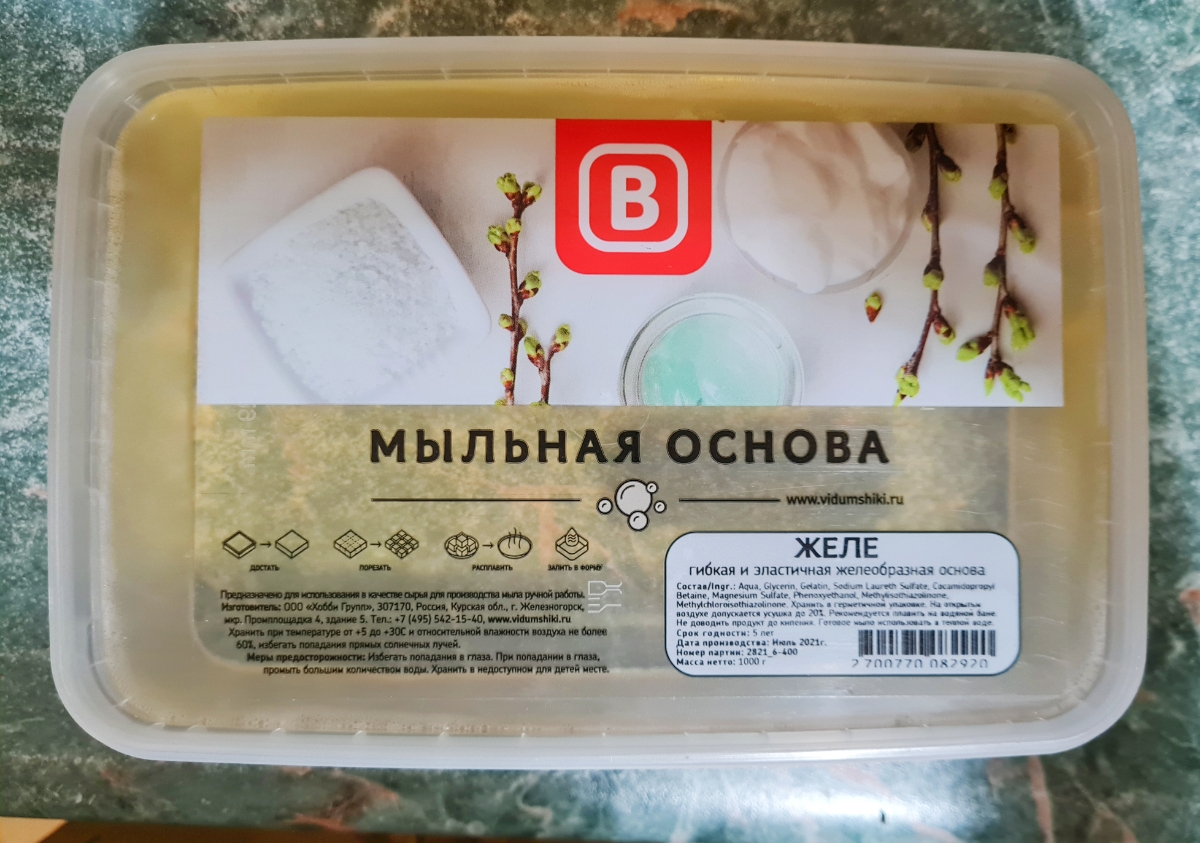 В
МЫЛЬНАЯ ОСНОВА
www.vidumshiki.ru
ДОСТАТЬ
ПОРЕЗАТЬ
РАСПЛАВИТЬ
ЗАЛИТЬ В ФОРМУ
Предназначено для использования в качестве сырья для производства мыла ручной работы.
Изготовитель: ООО «Хобби Групп», 307170, Россия, Курская обл., г. Железногорск,
мкр. Промплощадка 4, здание 5. Тел.: +7 (495) 542-15-40, www.vidumshiki.ru
Хранить при температуре от +5 до +30С и относительной влажности воздуха не более
60%, избегать попадания прямых солнечных лучей.
Меры предосторожности: Избегать попадания в глаза. При попадании в глаза,
промыть большим количеством воды. Хранить в недоступном для детей месте.
ЖЕЛЕ
гибкая и эластичная желеобразная основа
Состав/Ingr.: Aqua, Glycerin, Gelatin, Sodium Laureth Sulfate, Cocamidopropyl
Betaine, Magnesium Sulfate, Phenoxyethanol, Methylisothiazolinone,
Methylchloroisothiazolinone. Хранить в герметичной упаковке. На открытом
воздухе допускается усушка до 20%. Рекомендуется плавить на водяной бане.
Не доводить продукт до кипения. Готовое мыло использовать в теплой воде.
Срок годности: 5 лет
Дата производства: Июль 2021г.
Номер партии: 2821_6-400
Масса нетто: 1000 г
2 700770 082920